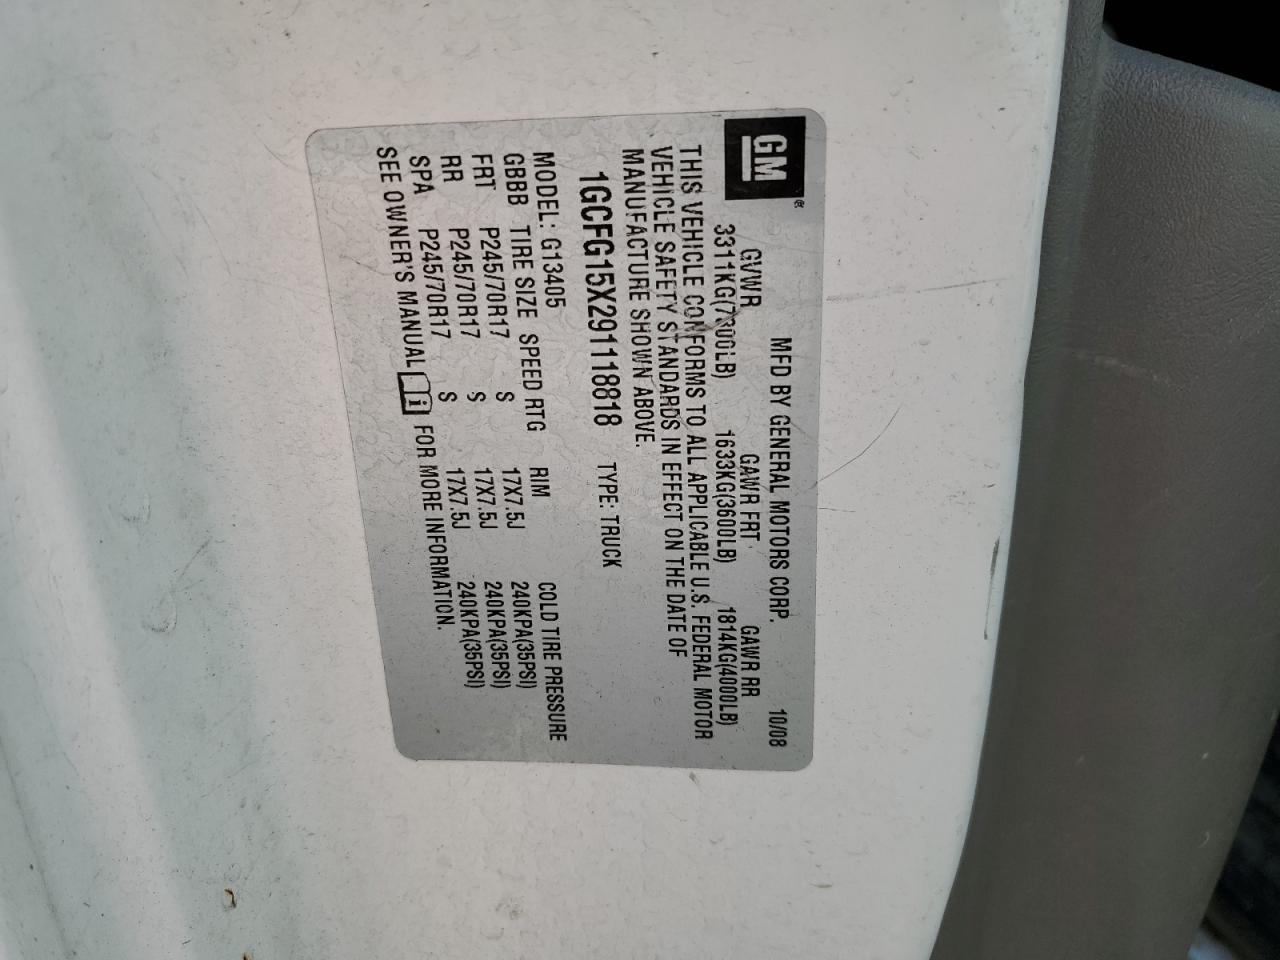 GM® MFD BY GENERAL MOTORS CORP. 10/08
GVWR GAWR FRT GAWR RR
3311KG(7300LB) 1633KG(3600LB) 1814KG(4000LB)
THIS VEHICLE CONFORMS TO ALL APPLICABLE U.S. FEDERAL MOTOR
VEHICLE SAFETY STANDARDS IN EFFECT ON THE DATE OF
MANUFACTURE SHOWN ABOVE.
1GCFG15X291118818 TYPE: TRUCK
MODEL: G13405
GBBB TIRE SIZE SPEED RTG RIM COLD TIRE PRESSURE
FRT P245/70R17 S 17X7.5J 240KPA(35PSI)
RR P245/70R17 S 17X7.5J 240KPA(35PSI)
SPA P245/70R17 S 17X7.5J 240KPA(35PSI)
SEE OWNER'S MANUAL i FOR MORE INFORMATION.